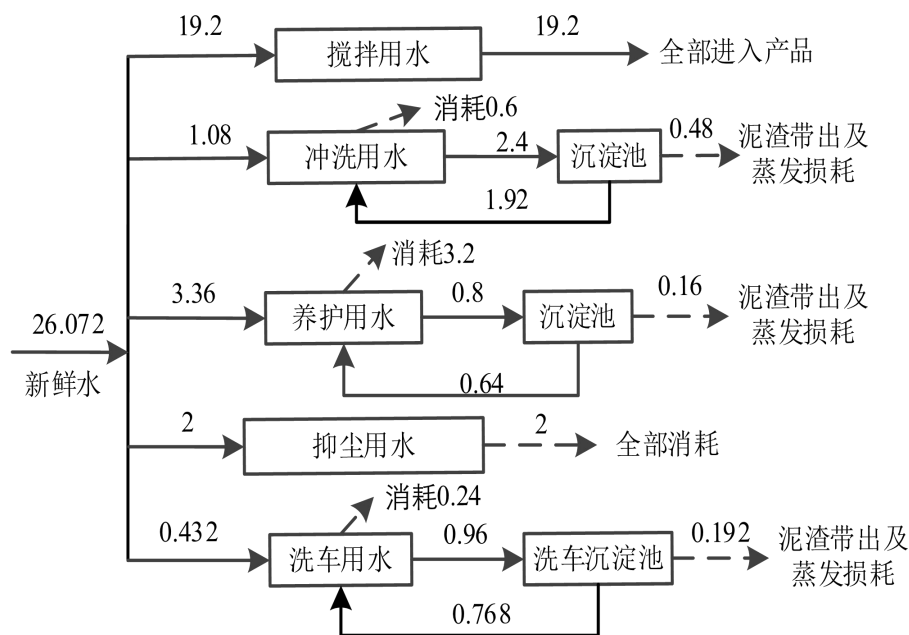 19.2
搅拌用水
19.2
全部进入产品
消耗0.6
1.08
冲洗用水
2.4
沉淀池
0.48
泥渣带出及
蒸发损耗
1.92
消耗3.2
3.36
养护用水
0.8
沉淀池
0.16
泥渣带出及
蒸发损耗
0.64
26.072
新鲜水
2
抑尘用水
2
全部消耗
消耗0.24
0.432
洗车用水
0.96
洗车沉淀池
0.192
泥渣带出及
蒸发损耗
0.768